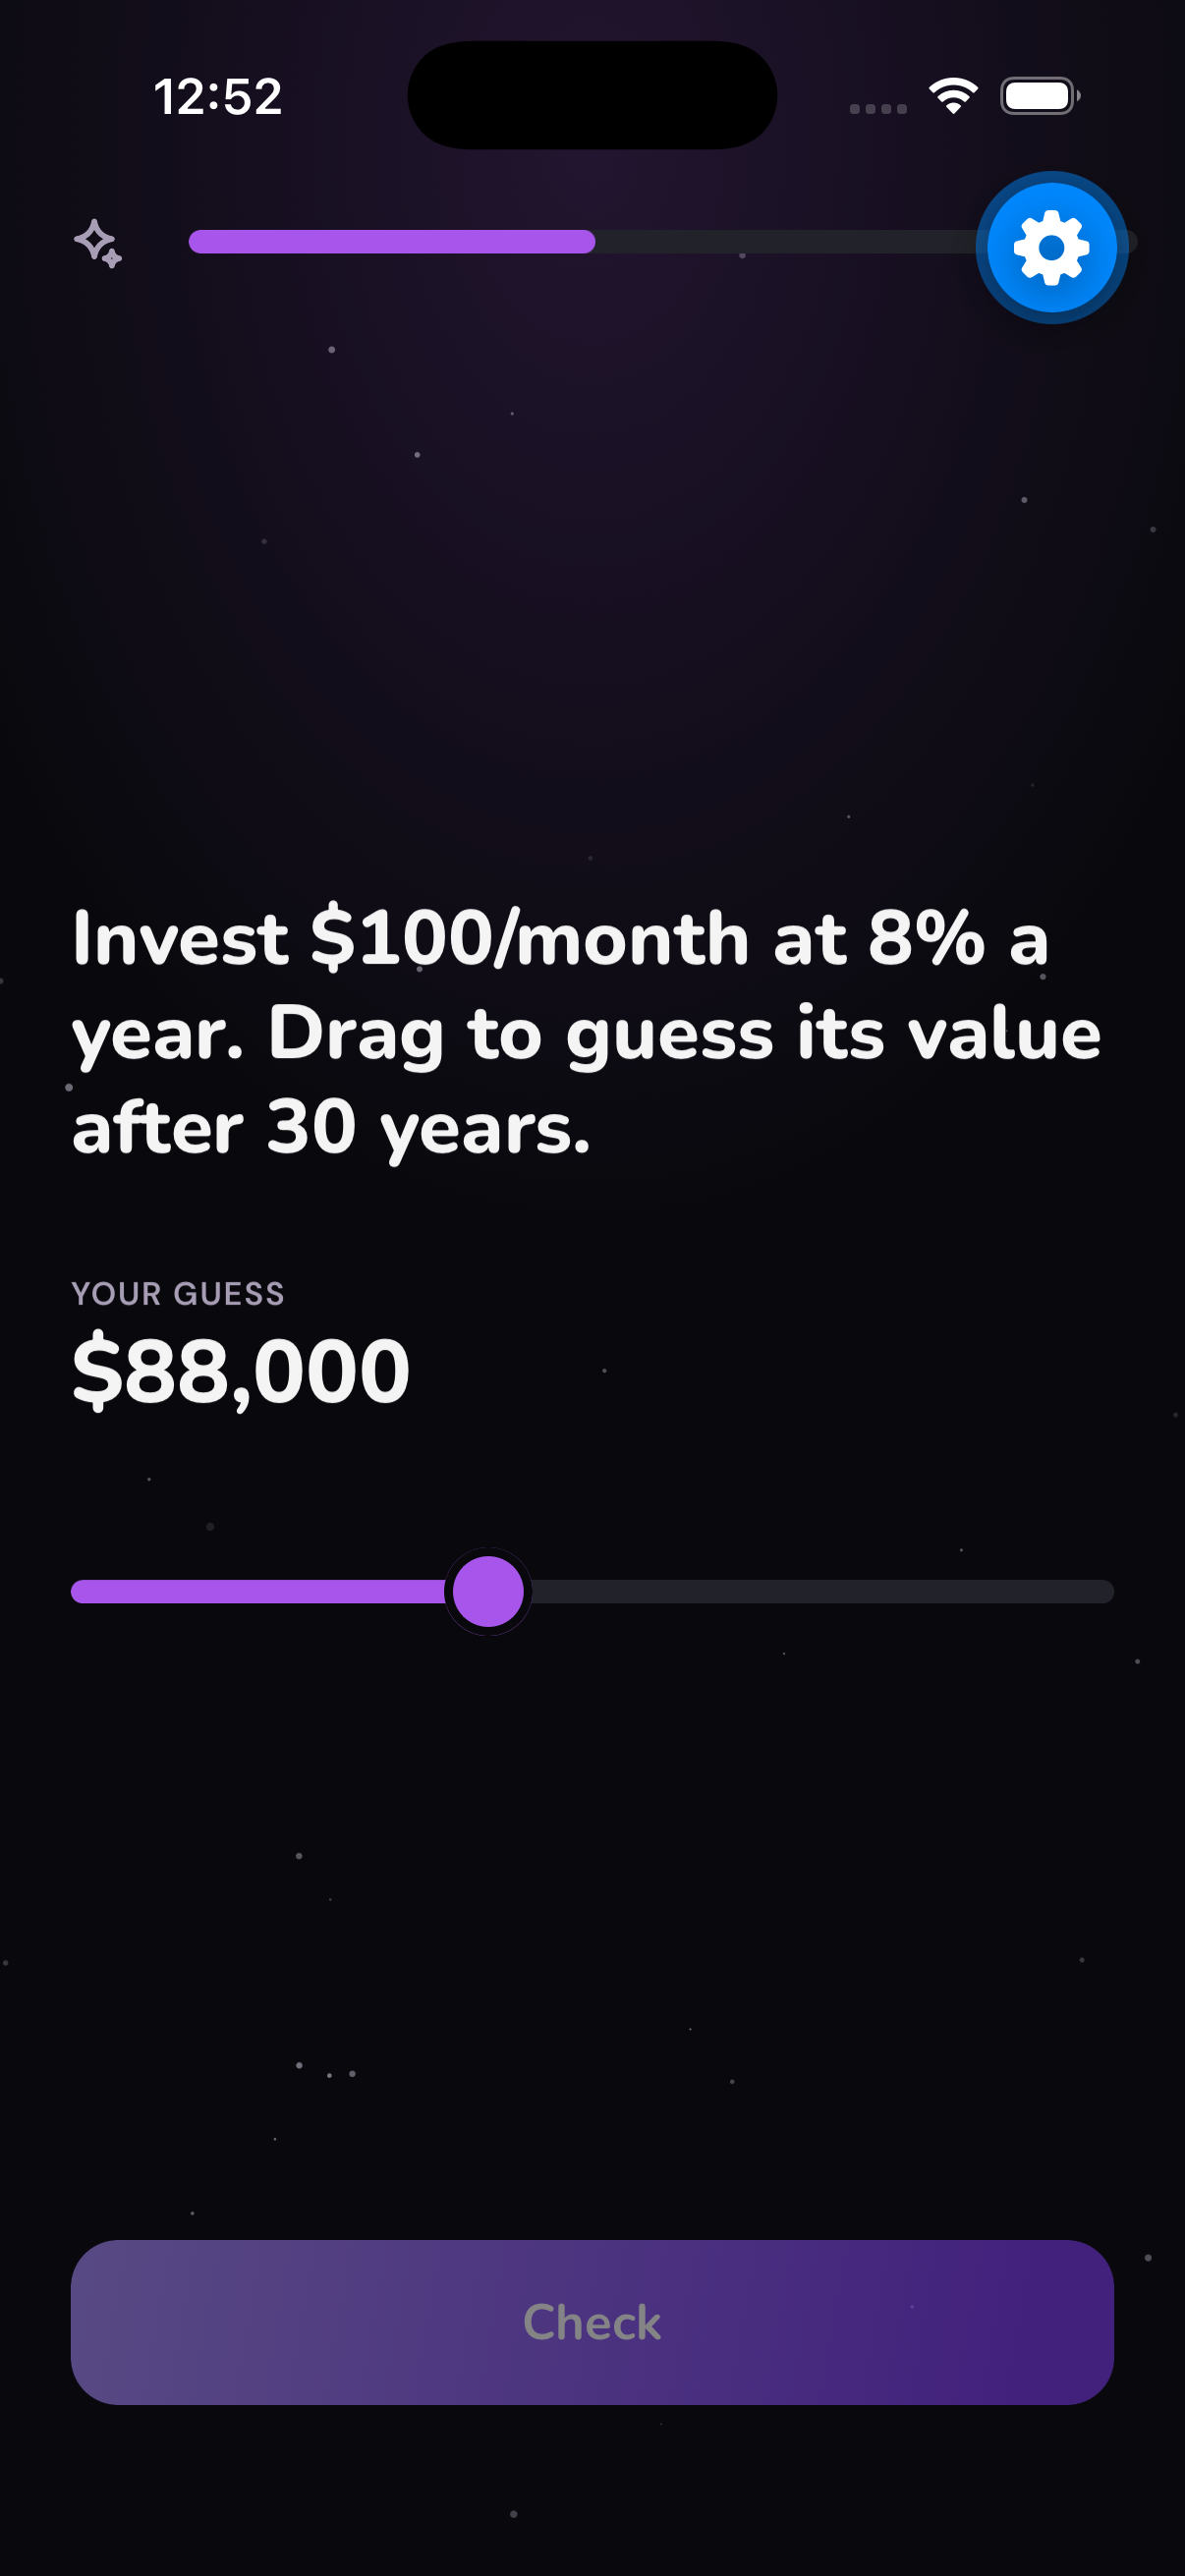 12:52
Invest $100/month at 8% a
year. Drag to guess its value
after 30 years.
YOUR GUESS
$88,000
Check